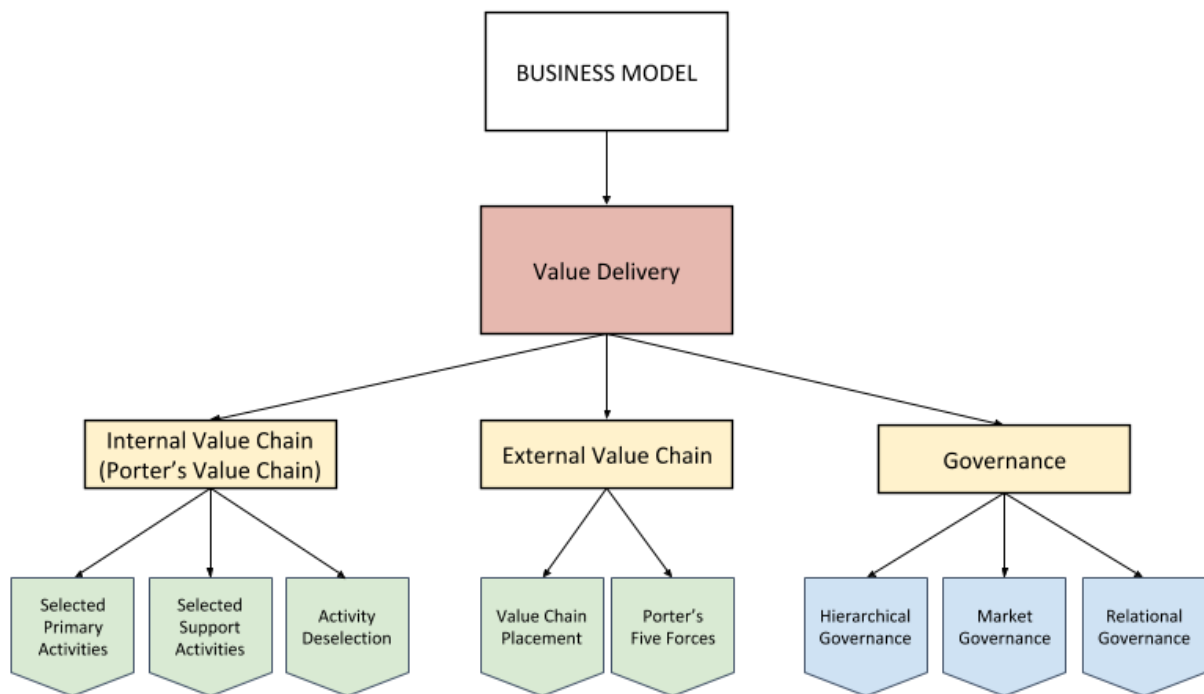 BUSINESS MODEL
Value Delivery
Internal Value Chain
(Porter's Value Chain)
External Value Chain
Governance
Selected
Primary
Activities
Selected
Support
Activities
Activity
Deselection
Value Chain
Placement
Porter's
Five Forces
Hierarchical
Governance
Market
Governance
Relational
Governance